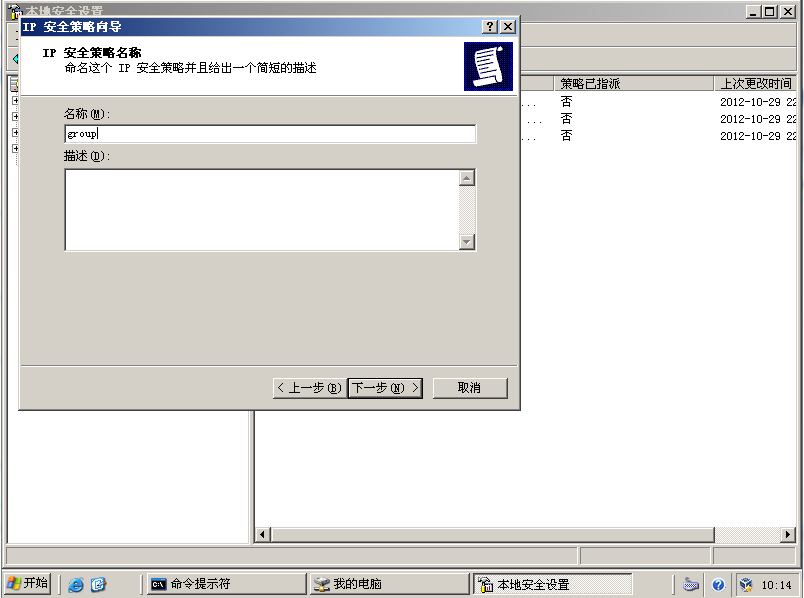 本地安全设置
IP 安全策略向导
IP 安全策略名称
命名这个 IP 安全策略并且给出一个简短的描述
名称(M):
group
描述(D):
< 上一步(B)
下一步(N) >
取消
策略已指派 上次更改时间
... 否 2012-10-29 22
... 否 2012-10-29 22
... 否 2012-10-29 22
开始
命令提示符
我的电脑
本地安全设置
10:14